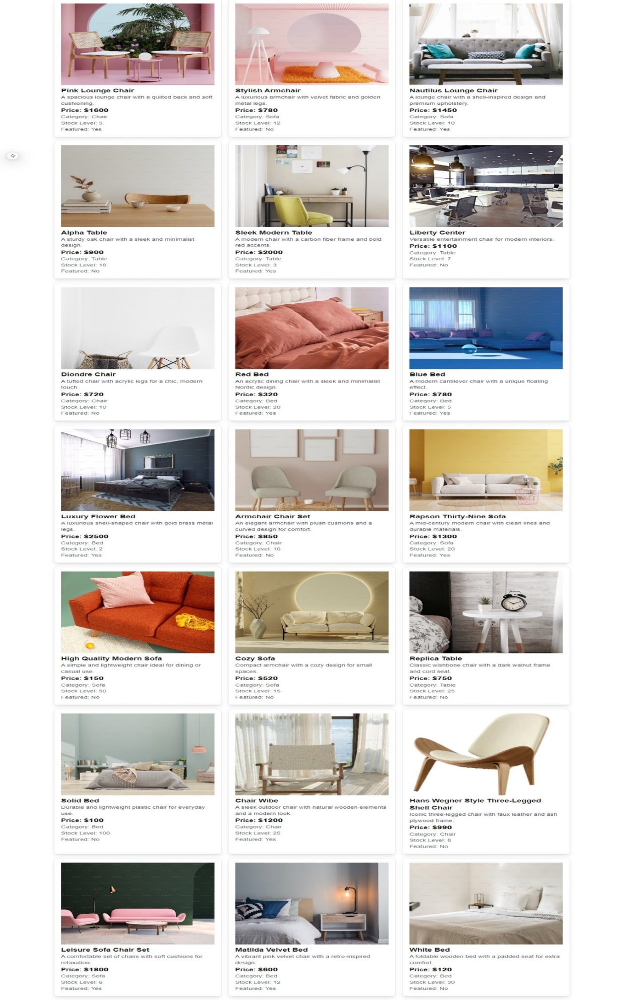 Pink Lounge Chair
A spacious lounge chair with a quilted back and soft
cushioning.
Price: $1600
Category: Chair
Stock Level: 5
Featured: Yes
Stylish Armchair
A luxurious armchair with velvet fabric and golden
metal legs.
Price: $780
Category: Sofa
Stock Level: 12
Featured: No
Nautilus Lounge Chair
A lounge chair with a shell-inspired design and
premium upholstery.
Price: $1450
Category: Sofa
Stock Level: 10
Featured: Yes
Alpha Table
A sturdy oak chair with a sleek and minimalist
design.
Price: $900
Category: Table
Stock Level: 18
Featured: No
Sleek Modern Table
A modern chair with a carbon fiber frame and bold
red accents.
Price: $2000
Category: Table
Stock Level: 3
Featured: Yes
Liberty Center
Versatile entertainment chair for modern interiors.
Price: $1100
Category: Table
Stock Level: 7
Featured: No
Diondre Chair
A tufted chair with acrylic legs for a chic, modern
touch.
Price: $720
Category: Chair
Stock Level: 10
Featured: No
Red Bed
An acrylic dining chair with a sleek and minimalist
Nordic design.
Price: $320
Category: Bed
Stock Level: 20
Featured: Yes
Blue Bed
A modern cantilever chair with a unique floating
effect.
Price: $780
Category: Bed
Stock Level: 5
Featured: Yes
Luxury Flower Bed
A luxurious shell-shaped chair with gold brass metal
legs.
Price: $2500
Category: Bed
Stock Level: 2
Featured: Yes
Armchair Chair Set
An elegant armchair with plush cushions and a
curved design for comfort.
Price: $850
Category: Chair
Stock Level: 10
Featured: No
Rapson Thirty-Nine Sofa
A mid-century modern chair with clean lines and
durable materials.
Price: $1300
Category: Sofa
Stock Level: 20
Featured: Yes
High Quality Modern Sofa
A simple and lightweight chair ideal for dining or
casual use.
Price: $150
Category: Sofa
Stock Level: 50
Featured: No
Cozy Sofa
Compact armchair with a cozy design for small
spaces.
Price: $520
Category: Sofa
Stock Level: 15
Featured: No
Replica Table
Classic wishbone chair with a dark walnut frame
and cord seat.
Price: $750
Category: Table
Stock Level: 25
Featured: No
Solid Bed
Durable and lightweight plastic chair for everyday
use.
Price: $100
Category: Bed
Stock Level: 100
Featured: No
Chair Wibe
A sleek outdoor chair with natural wooden elements
and a modern look.
Price: $1200
Category: Chair
Stock Level: 25
Featured: Yes
Hans Wegner Style Three-Legged
Shell Chair
Iconic three-legged chair with faux leather and ash
plywood frame.
Price: $990
Category: Chair
Stock Level: 8
Featured: No
Leisure Sofa Chair Set
A comfortable set of chairs with soft cushions for
relaxation.
Price: $1800
Category: Sofa
Stock Level: 6
Featured: Yes
Matilda Velvet Bed
A vibrant pink velvet chair with a retro-inspired
design.
Price: $600
Category: Bed
Stock Level: 12
Featured: Yes
White Bed
A foldable wooden bed with a padded seat for extra
comfort.
Price: $120
Category: Bed
Stock Level: 30
Featured: No